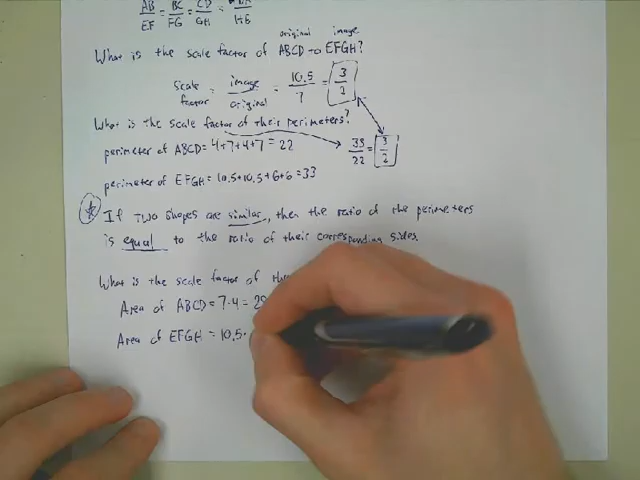 AB/EF = BC/FG = CD/GH = /HE
original image
What is the scale factor of ABCD to EFGH?
scale factor = image/original = 10.5/7 = 3/2
What is the scale factor of their perimeters?
perimeter of ABCD = 4+7+4+7 = 22
33/22 = 3/2
perimeter of EFGH = 10.5+10.5+6+6 = 33
If two shapes are similar, then the ratio of the perimeters
is equal to the ratio of their corresponding sides.
What is the scale factor of
Area of ABCD = 7·4 = 28
Area of EFGH = 10.5·